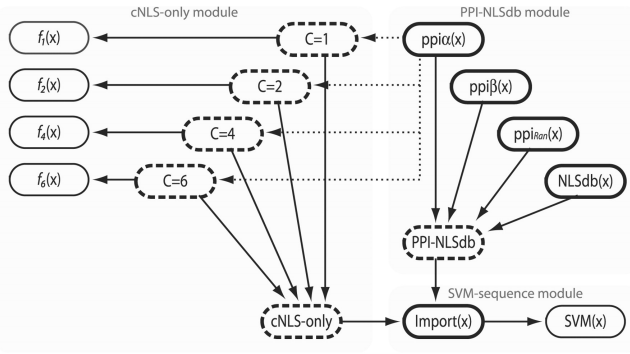 cNLS-only module
PPI-NLSdb module
f1(x)
C=1
ppiα(x)
f2(x)
C=2
ppiβ(x)
f4(x)
C=4
ppiRan(x)
f6(x)
C=6
NLSdb(x)
PPI-NLSdb
SVM-sequence module
cNLS-only
Import(x)
SVM(x)